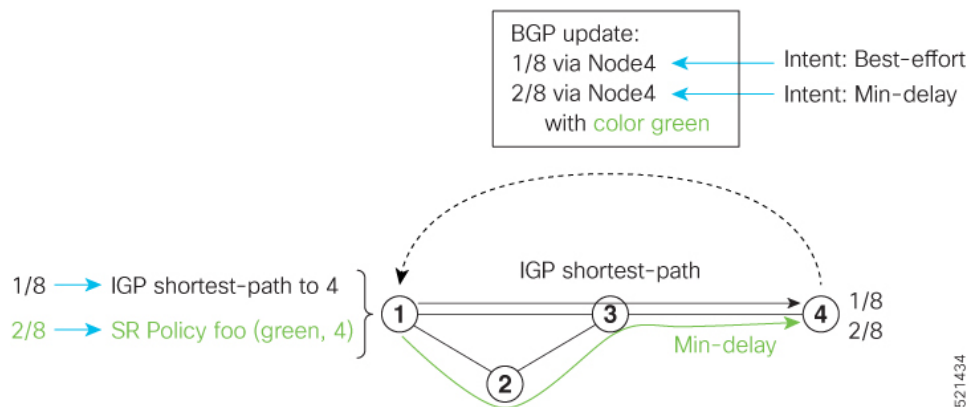 BGP update:
1/8 via Node4
Intent: Best-effort
2/8 via Node4
Intent: Min-delay
with color green
1/8
IGP shortest-path to 4
2/8
SR Policy foo (green, 4)
IGP shortest-path
1
3
4
1/8
2/8
Min-delay
2
521434